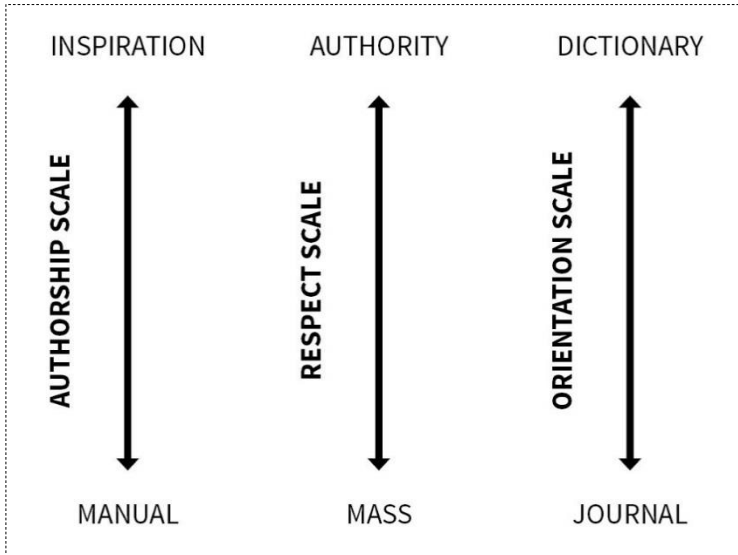 INSPIRATION
AUTHORITY
DICTIONARY
AUTHORSHIP SCALE
RESPECT SCALE
ORIENTATION SCALE
MANUAL
MASS
JOURNAL